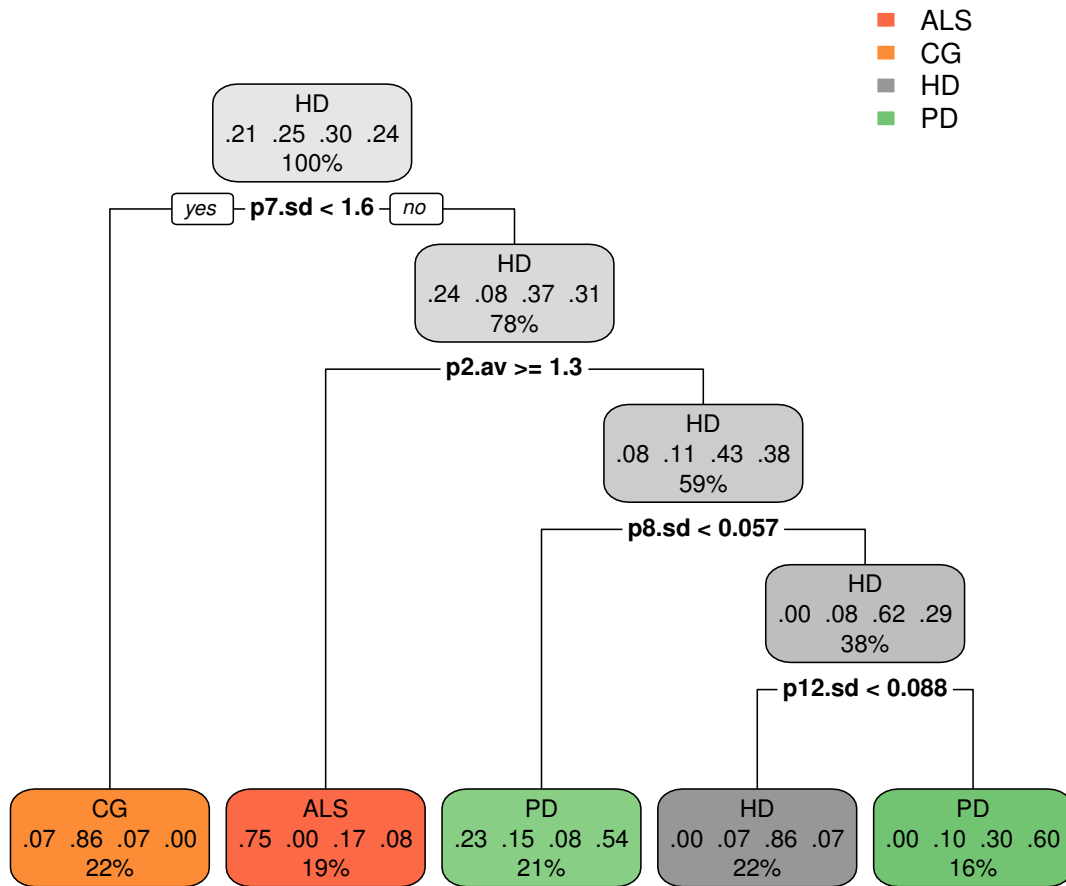 ALS
CG
HD
PD
HD
.21 .25 .30 .24
100%
yes p7.sd < 1.6 no
HD
.24 .08 .37 .31
78%
p2.av >= 1.3
HD
.08 .11 .43 .38
59%
p8.sd < 0.057
HD
.00 .08 .62 .29
38%
p12.sd < 0.088
CG
.07 .86 .07 .00
22%
ALS
.75 .00 .17 .08
19%
PD
.23 .15 .08 .54
21%
HD
.00 .07 .86 .07
22%
PD
.00 .10 .30 .60
16%